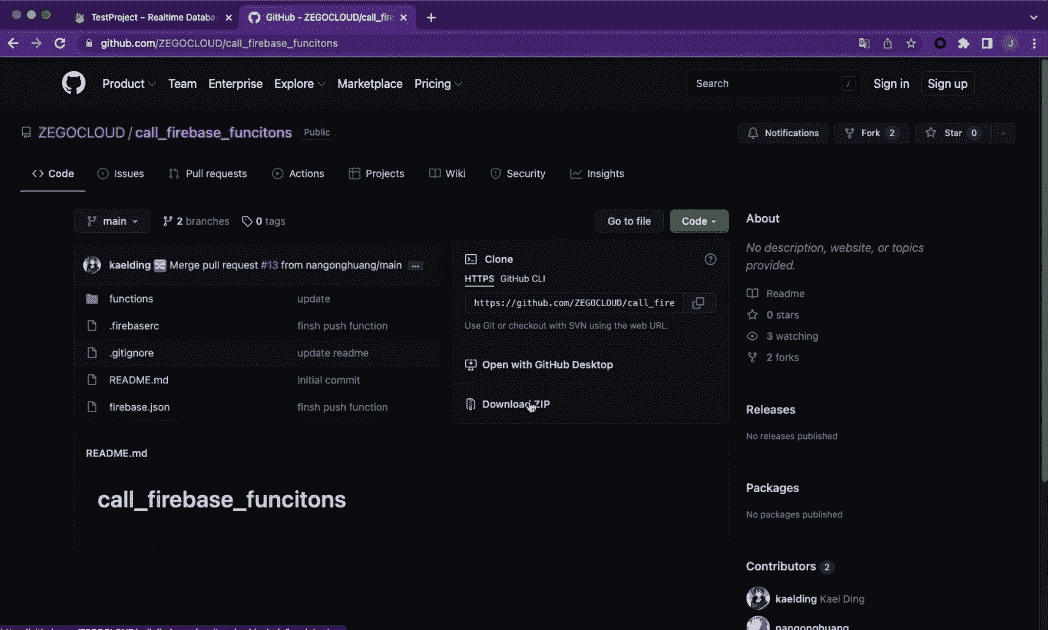 TestProject – Realtime Databa
GitHub - ZEGOCLOUD/call_fire
github.com/ZEGOCLOUD/call_firebase_funcitons
J
Product Team Enterprise Explore Marketplace Pricing Search / Sign in Sign up
ZEGOCLOUD / call_firebase_funcitons Public
Notifications Fork 2 Star 0
Code Issues Pull requests Actions Projects Wiki Security Insights
main 2 branches 0 tags Go to file Code
kaelding Merge pull request #13 from nangonghuang/main ...
functions update
.firebaserc finsh push function
.gitignore update readme
README.md Initial commit
firebase.json finsh push function
Clone
HTTPS GitHub CLI
https://github.com/ZEGOCLOUD/call_fire
Use Git or checkout with SVN using the web URL.
Open with GitHub Desktop
Download ZIP
README.md
call_firebase_funcitons
About
No description, website, or topics
provided.
Readme
0 stars
3 watching
2 forks
Releases
No releases published
Packages
No packages published
Contributors 2
kaelding Kael Ding
nangonghuang